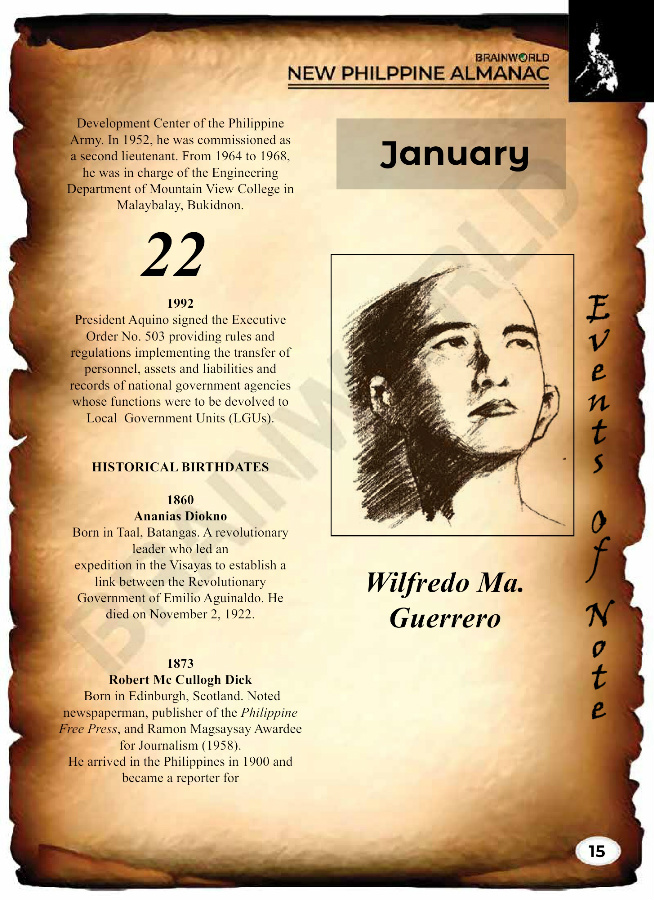 BRAINWORLD
NEW PHILPPINE ALMANAC
Development Center of the Philippine
Army. In 1952, he was commissioned as
a second lieutenant. From 1964 to 1968,
he was in charge of the Engineering
Department of Mountain View College in
Malaybalay, Bukidnon.
22
1992
President Aquino signed the Executive
Order No. 503 providing rules and
regulations implementing the transfer of
personnel, assets and liabilities and
records of national government agencies
whose functions were to be devolved to
Local Government Units (LGUs).
HISTORICAL BIRTHDATES
1860
Ananias Diokno
Born in Taal, Batangas. A revolutionary
leader who led an
expedition in the Visayas to establish a
link between the Revolutionary
Government of Emilio Aguinaldo. He
died on November 2, 1922.
1873
Robert Mc Cullogh Dick
Born in Edinburgh, Scotland. Noted
newspaperman, publisher of the Philippine
Free Press, and Ramon Magsaysay Awardee
for Journalism (1958).
He arrived in the Philippines in 1900 and
became a reporter for
January
Wilfredo Ma.
Guerrero
Events of Note
BRAINWORLD
15